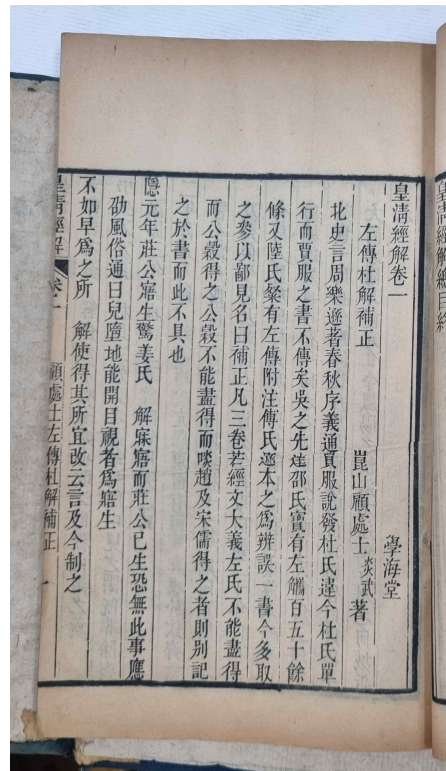 皇清經解卷一
學海堂
左傳杜解補正
崑山顧處士炎武著
北史言周樂遜著春秋序義通賈服說發杜氏違今杜氏單
行而賈服之書不傳矣吳之先達邵氏寶有左觿百五十餘
條又陸氏粲有左傳附注傅氏遜本之爲辨誤一書今多取
之參以鄙見名曰補正凡三卷若經文大義左氏不能盡得
而公穀得之公穀不能盡得而啖趙及宋儒得之者則別記
之於書而此不具也
隱元年莊公寤生驚姜氏 解寐寤而莊公已生恐無此事應
劭風俗通曰兒墮地能開目視者爲寤生
不如早爲之所 解使得其所宜改云言及今制之
皇清經解 卷一 顧處士左傳杜解補正 一